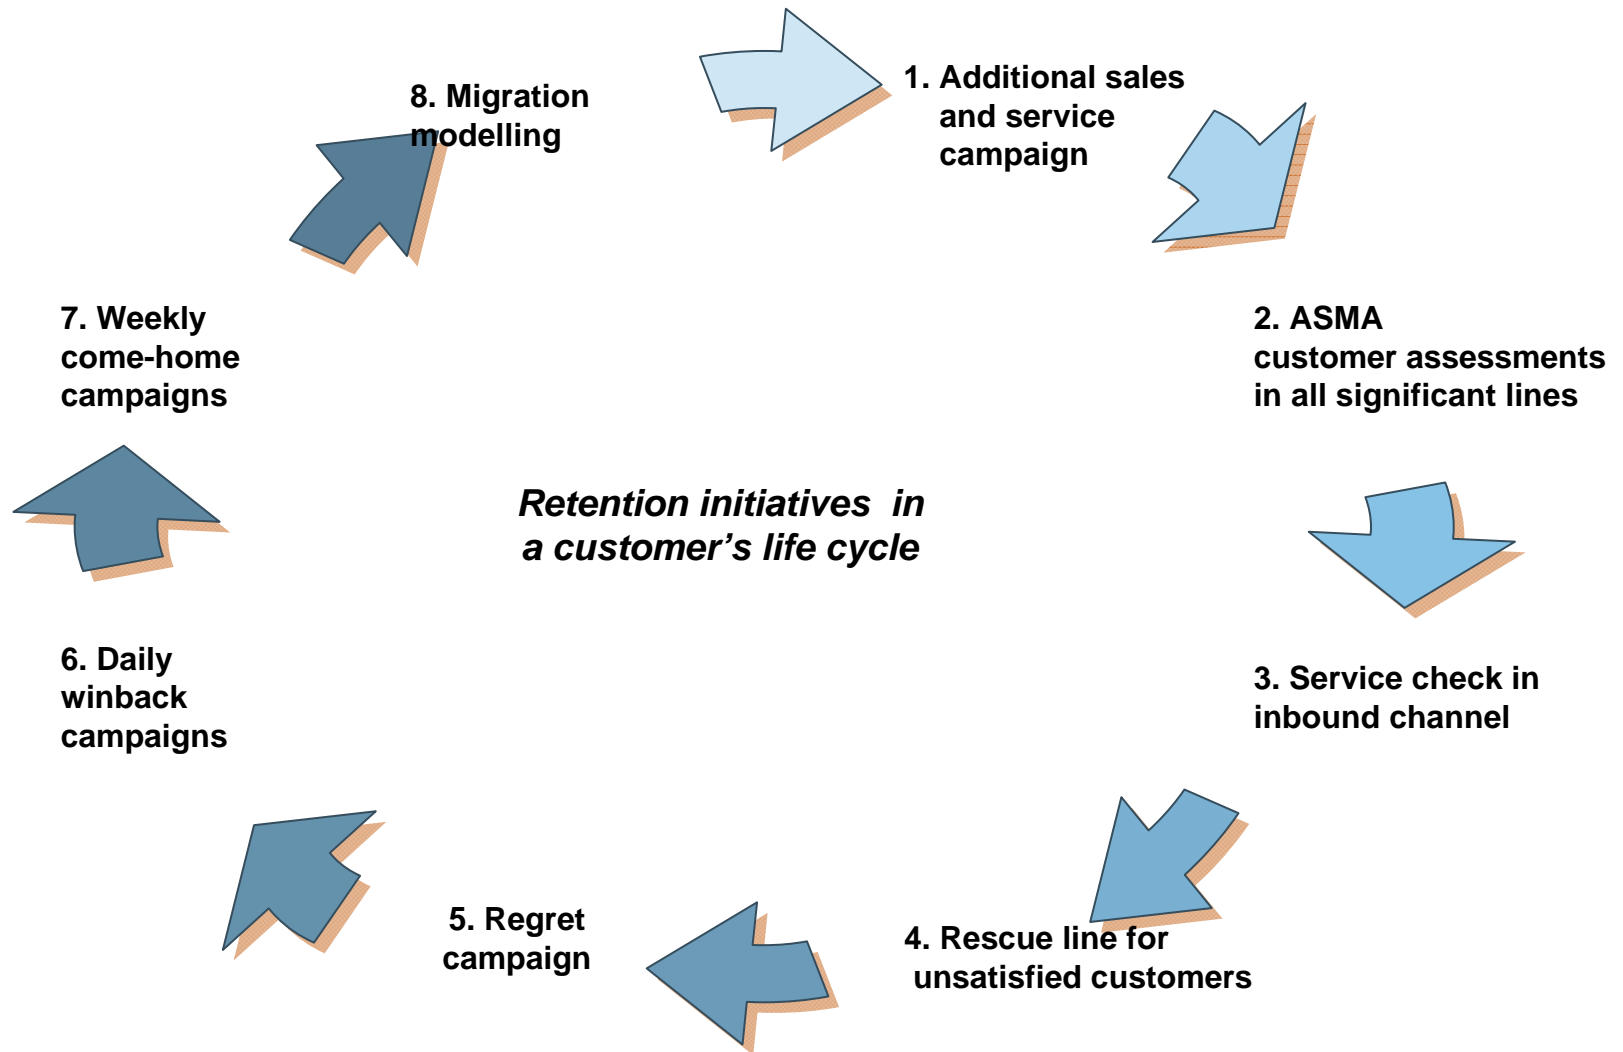 1. Additional sales
and service
campaign
2. ASMA
customer assessments
in all significant lines
3. Service check in
inbound channel
4. Rescue line for
unsatisfied customers
5. Regret
campaign
6. Daily
winback
campaigns
7. Weekly
come-home
campaigns
8. Migration
modelling
Retention initiatives in
a customer's life cycle